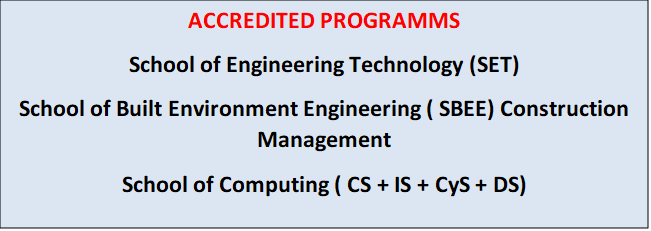 ACCREDITED PROGRAMMS
School of Engineering Technology (SET)
School of Built Environment Engineering ( SBEE) Construction
Management
School of Computing ( CS + IS + CyS + DS)